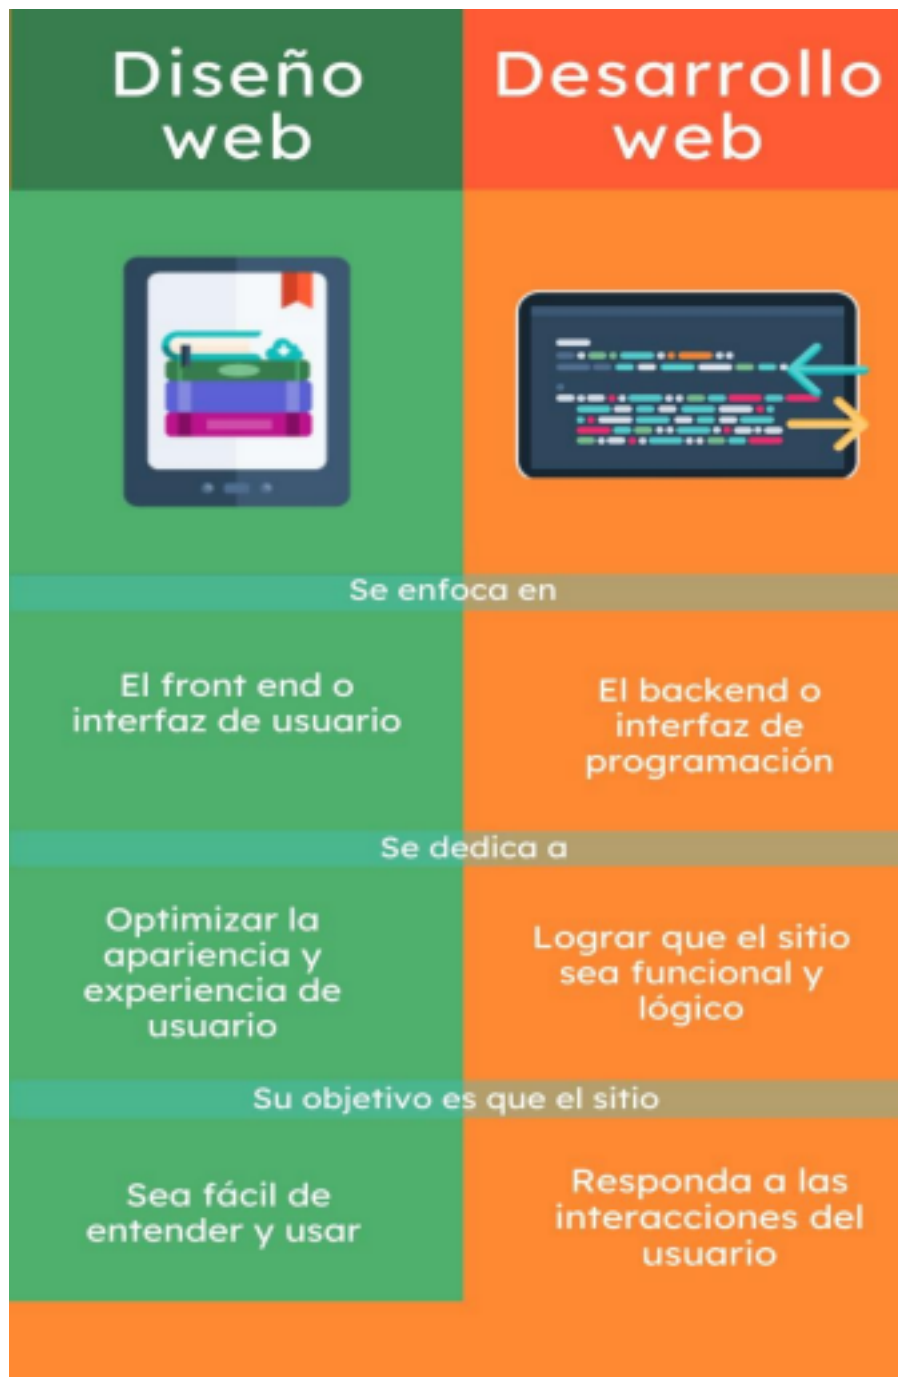 Diseño
web
Desarrollo
web
Se enfoca en
El front end o
interfaz de usuario
El backend o
interfaz de
programación
Se dedica a
Optimizar la
apariencia y
experiencia de
usuario
Lograr que el sitio
sea funcional y
lógico
Su objetivo es que el sitio
Sea fácil de
entender y usar
Responda a las
interacciones del
usuario